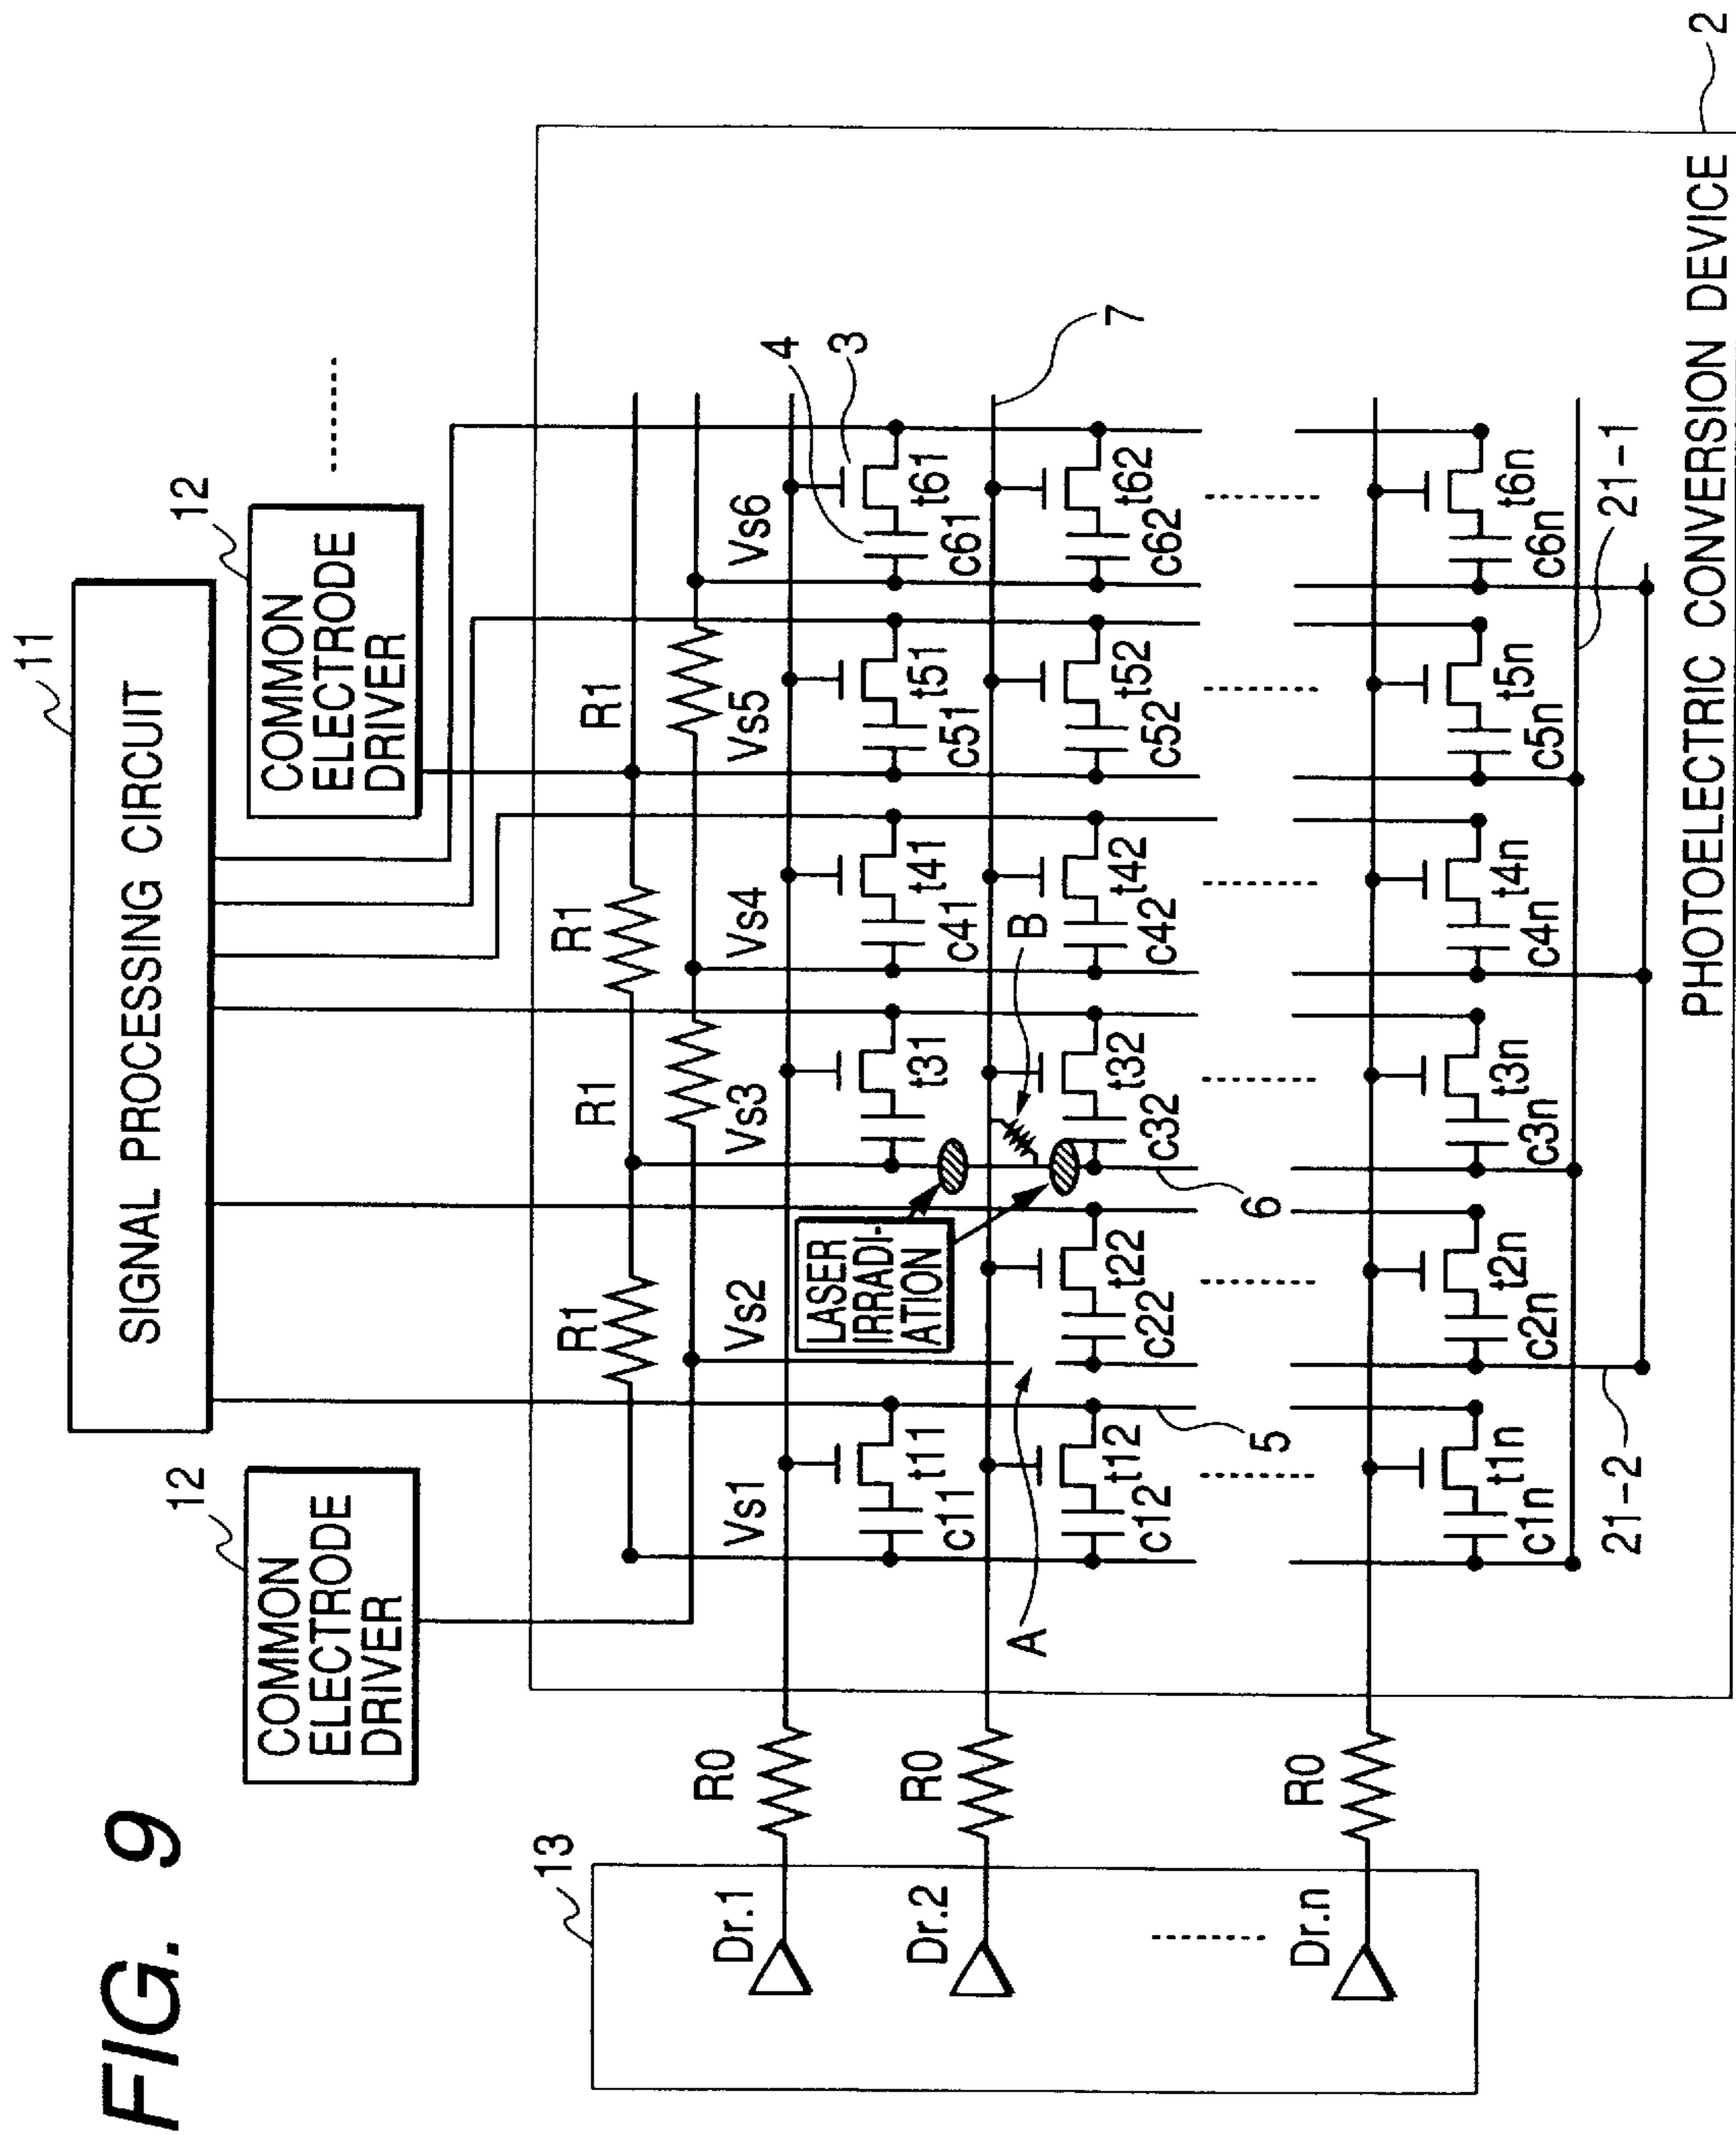 FIG. 9
11
SIGNAL PROCESSING CIRCUIT
12
COMMON
ELECTRODE
DRIVER
12
COMMON
ELECTRODE
DRIVER
13
Dr.1
Dr.2
Dr.n
R0
R0
R0
R1
R1
R1
R1
Vs1
Vs2
Vs3
Vs4
Vs5
Vs6
4
3
c11
t11
t31
c41
t41
c51
t51
c61
t61
7
LASER
IRRADI-
ATION
A
B
c12
t12
c22
t22
c32
t32
c42
t42
c52
t52
c62
t62
5
6
c1n
t1n
c2n
t2n
c3n
t3n
c4n
t4n
c5n
t5n
c6n
t6n
21-2
21-1
PHOTOELECTRIC CONVERSION DEVICE
2